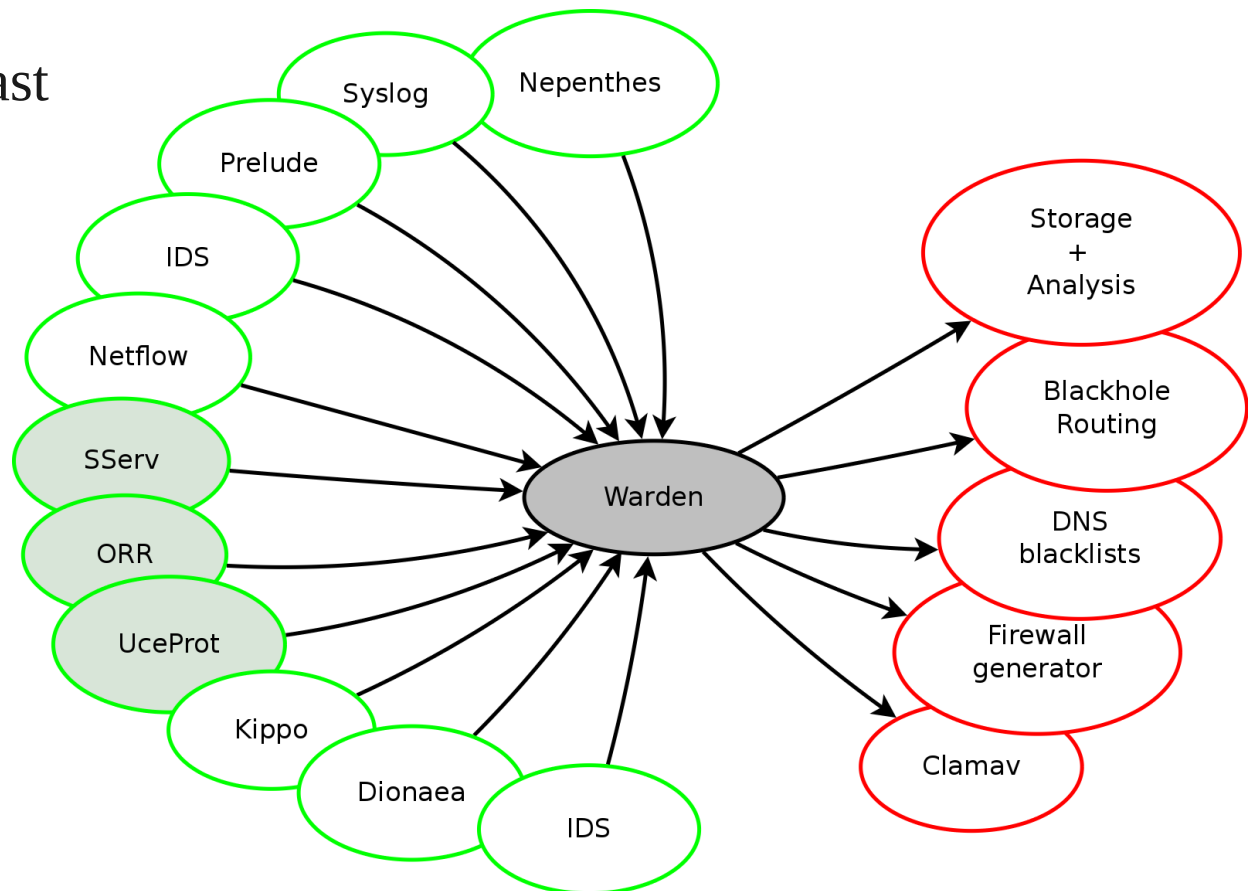 ast
Nepenthes
Syslog
Prelude
IDS
Netflow
SServ
ORR
UceProt
Kippo
Dionaea
IDS
Warden
Storage
+
Analysis
Blackhole
Routing
DNS
blacklists
Firewall
generator
Clamav